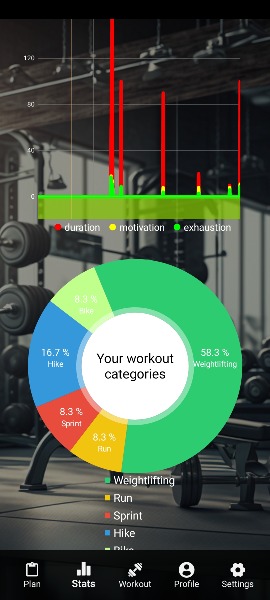 120
80
40
0
duration
motivation
exhaustion
8.3 %
Bike
16.7 %
Hike
58.3 %
Weightlifting
Your workout
categories
8.3 %
Sprint
8.3 %
Run
Weightlifting
Run
Sprint
Hike
Bike
Plan
Stats
Workout
Profile
Settings